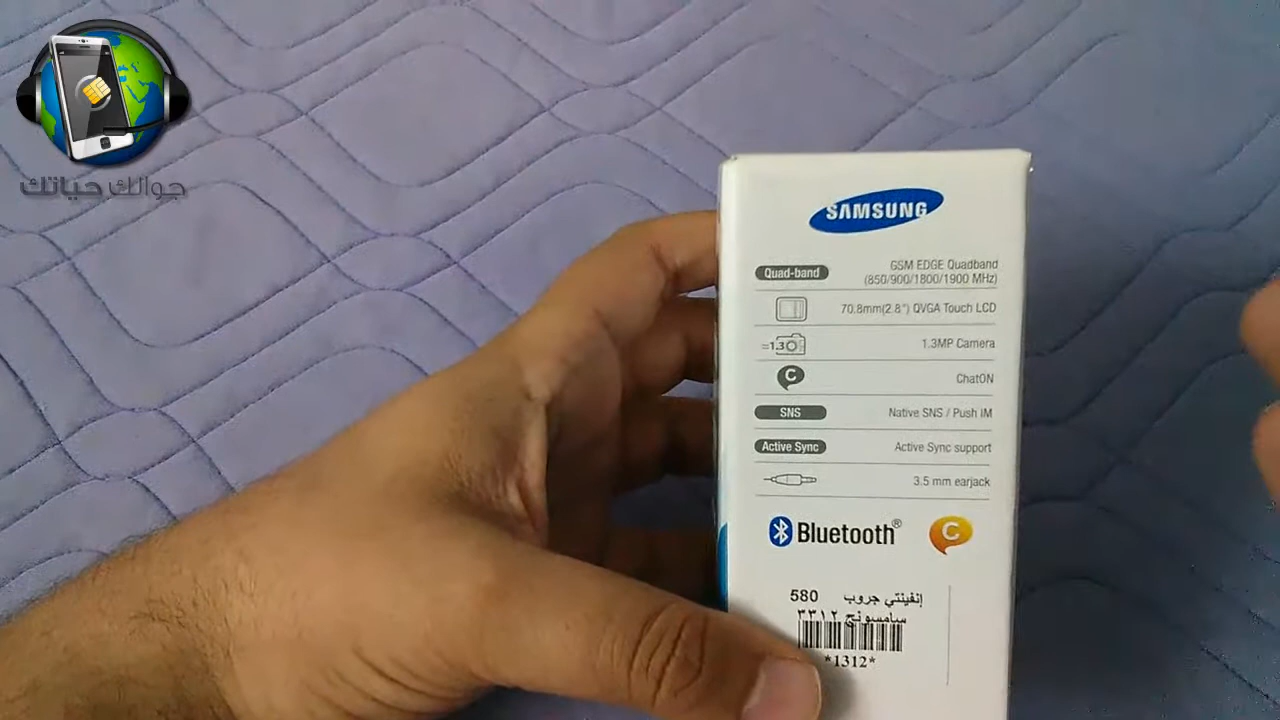 جوالك حياتك
SAMSUNG
Quad-band GSM EDGE Quadband
(850/900/1800/1900 MHz)
70.8mm(2.8") QVGA Touch LCD
=1.3 1.3MP Camera
C ChatON
SNS Native SNS / Push IM
Active Sync Active Sync support
3.5 mm earjack
Bluetooth® C
إنفينتي جروب 580
سامسونج ٣٣١٢
*1312*